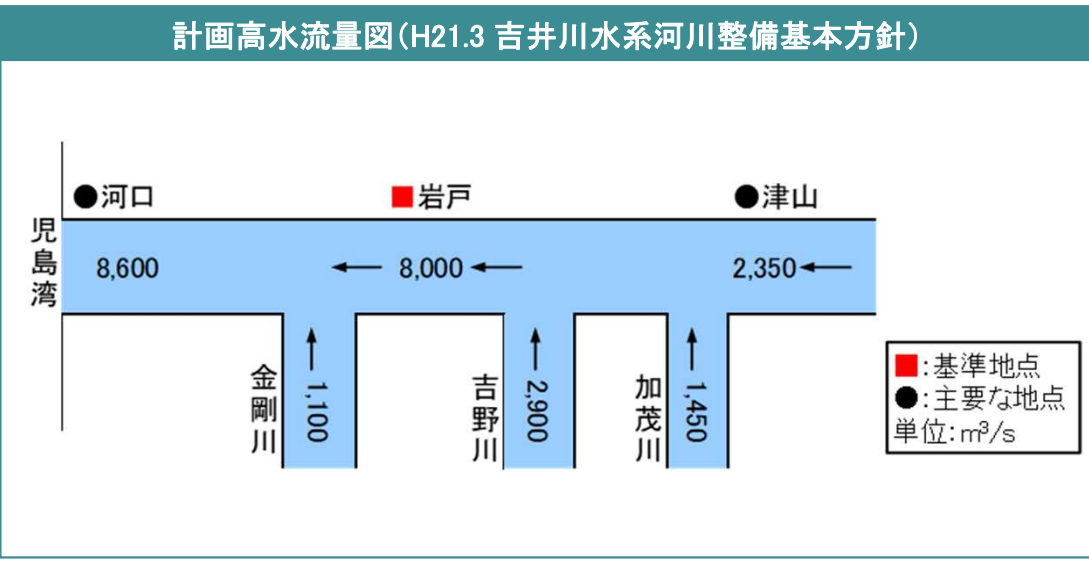 計画高水流量図(H21.3 吉井川水系河川整備基本方針)
●河口
■岩戸
●津山
児島湾
8,600
8,000
2,350
金剛川
1,100
吉野川
2,900
加茂川
1,450
■:基準地点
●:主要な地点
単位:m³/s